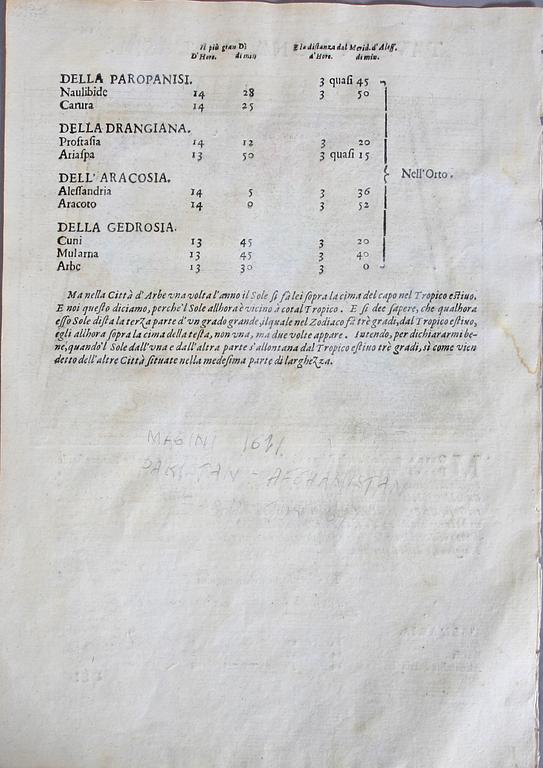 Il più gran Dì E la distanza dal Merid. d'Aless.
D'Hore. di min d'Hore. di min.
DELLA PAROPANISI. 3 quasi 45
Naulibide 14 28 3 50
Carura 14 25
DELLA DRANGIANA.
Proftasia 14 12 3 20
Ariaspa 13 50 3 quasi 15
Nell'Orto.
DELL'ARACOSIA.
Alessandria 14 5 3 36
Aracoto 14 0 3 52
DELLA GEDROSIA.
Cuni 13 45 3 20
Mularna 13 45 3 40
Arbe 13 30 3 0
Ma nella Città d'Arbe vna volta l'anno il Sole si fà lei sopra la cima del capo nel Tropico estiuo.
E noi questo diciamo, perche'l Sole allhora è vicino à cotal Tropico. E si dee sapere, che qualhora
esso Sole dista la terza parte d'vn grado grande, il quale nel Zodiaco fà trè gradi, dal Tropico estiuo,
egli allhora sopra la cima della testa, non vna, ma due volte appare. Intendo, per dichiararmi be-
ne, quando'l Sole dall'vna e dall'altra parte s'allontana dal Tropico estiuo trè gradi, sì come vien
detto dell'altre Città situate nella medesima parte di larghezza.
MAGINI 1621.
PAKISTAN - AFGHANISTAN